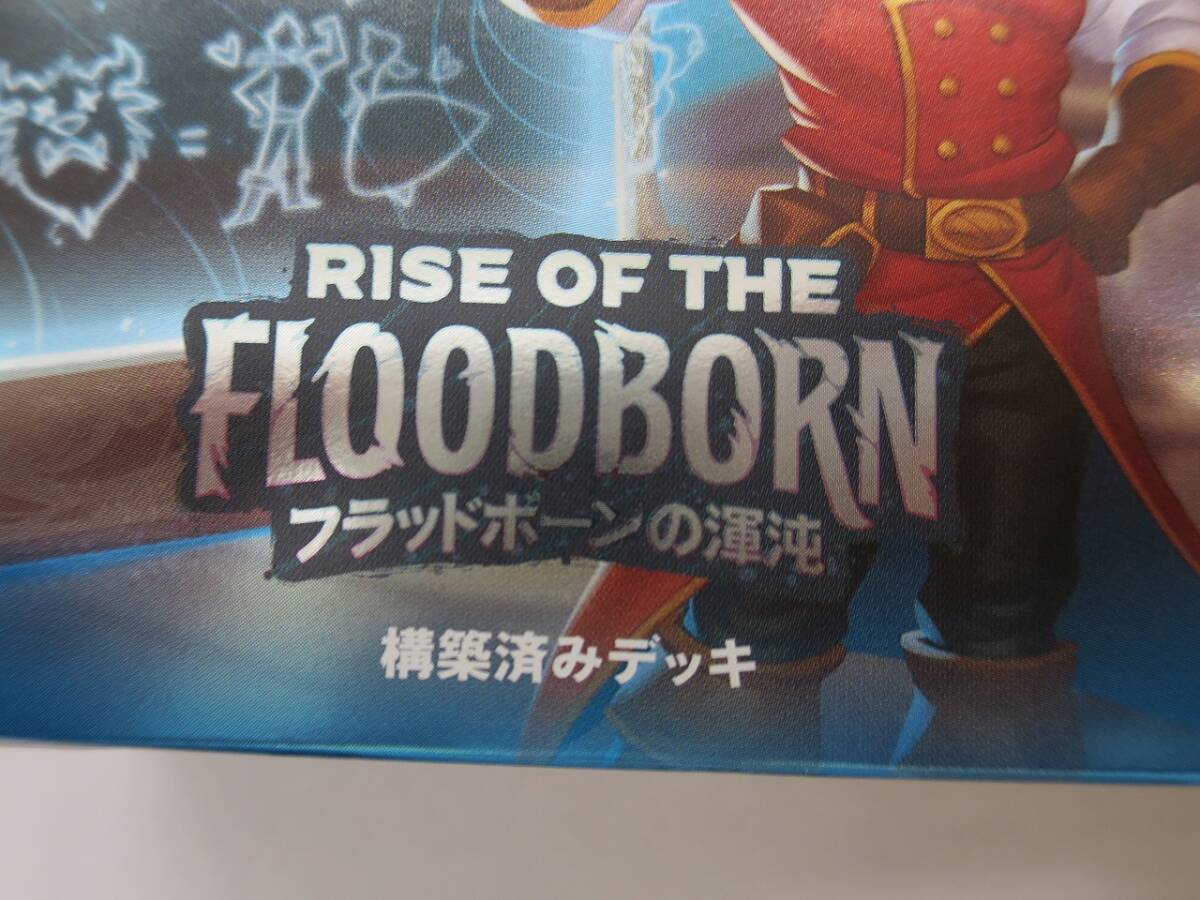 =
RISE OF THE
FLOODBORN
フラッドボーンの渾沌
構築済みデッキ